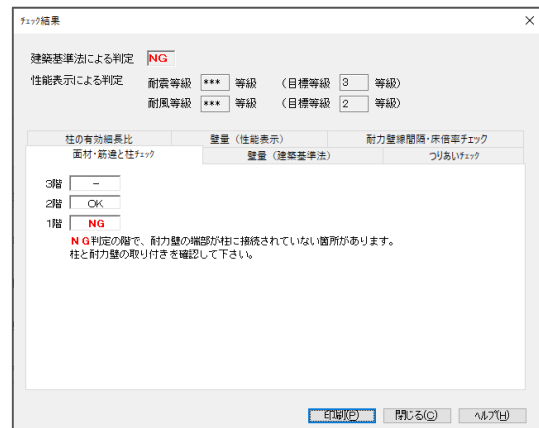 ﾁｪｯｸ結果
建築基準法による判定 NG
性能表示による判定 耐震等級 *** 等級 (目標等級 3 等級)
耐風等級 *** 等級 (目標等級 2 等級)
柱の有効細長比 壁量(性能表示) 耐力壁線間隔・床倍率チェック
面材・筋違と柱ﾁｪｯｸ 壁量(建築基準法) つりあいﾁｪｯｸ
3階 －
2階 OK
1階 NG
ＮＧ判定の階で、耐力壁の端部が柱に接続されていない箇所があります。
柱と耐力壁の取り付きを確認して下さい。
印刷(P) 閉じる(C) ﾍﾙﾌﾟ(H)